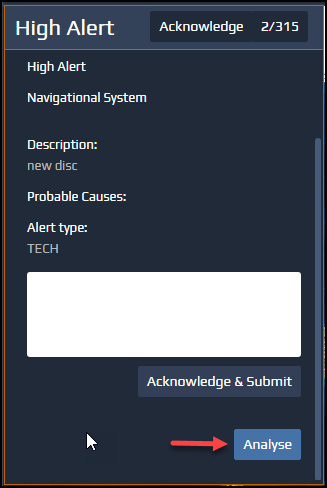 High Alert
Acknowledge 2/315
High Alert
Navigational System
Description:
new disc
Probable Causes:
Alert type:
TECH
Acknowledge & Submit
Analyse